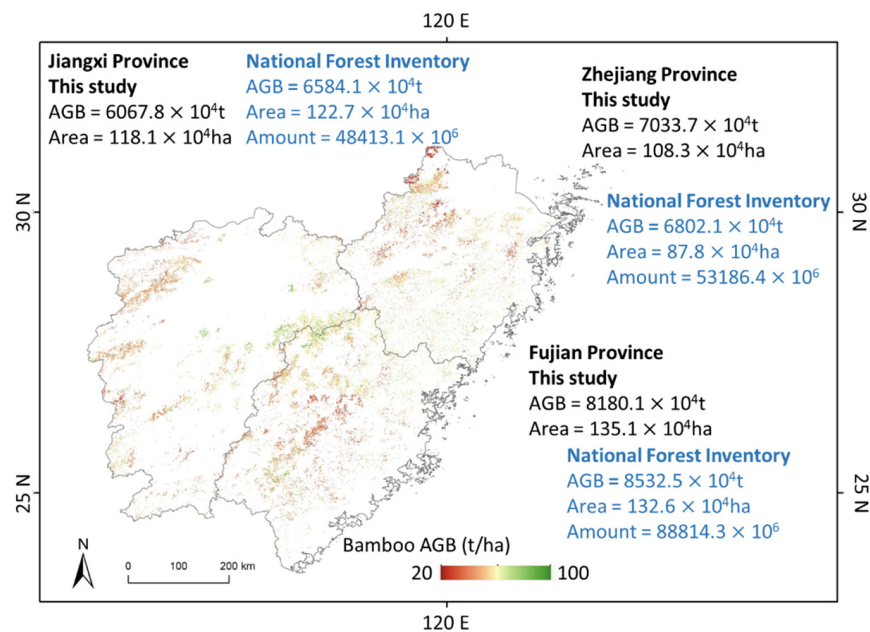 120 E
Jiangxi Province
This study
AGB = 6067.8 × 10⁴t
Area = 118.1 × 10⁴ha
National Forest Inventory
AGB = 6584.1 × 10⁴t
Area = 122.7 × 10⁴ha
Amount = 48413.1 × 10⁶
Zhejiang Province
This study
AGB = 7033.7 × 10⁴t
Area = 108.3 × 10⁴ha
30 N
30 N
National Forest Inventory
AGB = 6802.1 × 10⁴t
Area = 87.8 × 10⁴ha
Amount = 53186.4 × 10⁶
Fujian Province
This study
AGB = 8180.1 × 10⁴t
Area = 135.1 × 10⁴ha
National Forest Inventory
AGB = 8532.5 × 10⁴t
Area = 132.6 × 10⁴ha
Amount = 88814.3 × 10⁶
25 N
25 N
N
0 100 200 km
Bamboo AGB (t/ha)
20 100
120 E